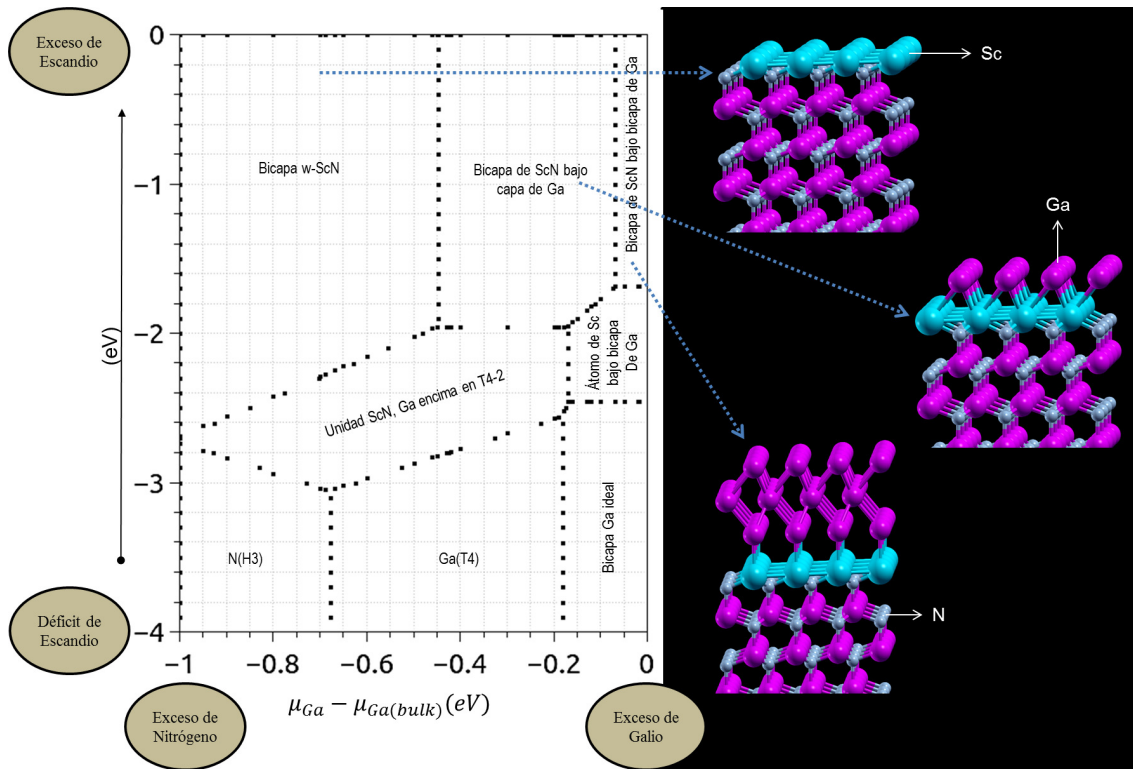 Exceso de
Escandio
0
−1
−2
−3
−4
(eV)
Déficit de
Escandio
Bicapa w-ScN
Bicapa de ScN bajo
capa de Ga
Bicapa de ScN bajo bicapa de Ga
Átomo de Sc
bajo bicapa
De Ga
Unidad ScN, Ga encima en T4-2
N(H3)
Ga(T4)
Bicapa Ga ideal
−1
−0.8
−0.6
−0.4
−0.2
0
μGa − μGa(bulk)(eV)
Exceso de
Nitrógeno
Exceso de
Galio
Sc
Ga
N